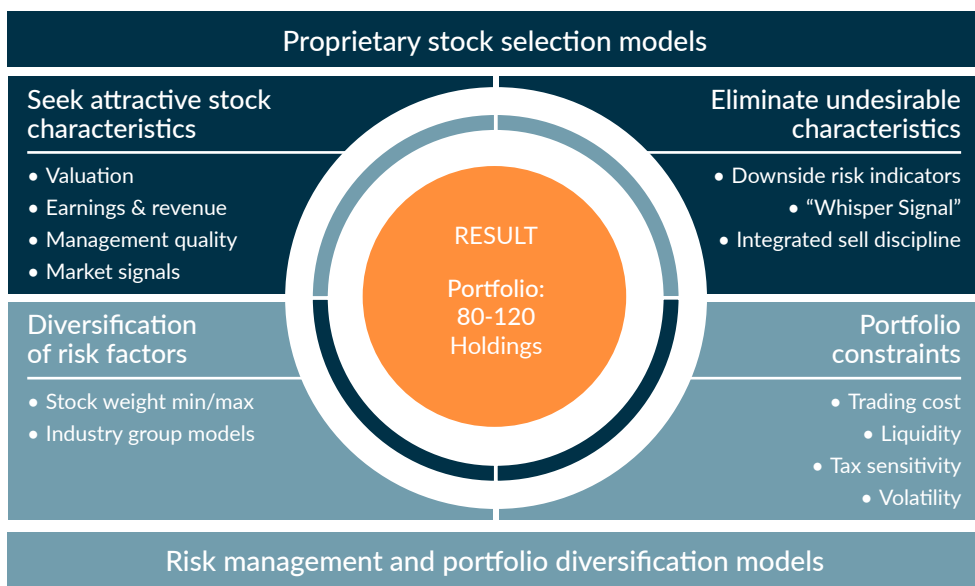 Proprietary stock selection models
Seek attractive stock
characteristics
• Valuation
• Earnings & revenue
• Management quality
• Market signals
Eliminate undesirable
characteristics
• Downside risk indicators
• “Whisper Signal”
• Integrated sell discipline
RESULT
Portfolio:
80-120
Holdings
Diversification
of risk factors
• Stock weight min/max
• Industry group models
Portfolio
constraints
• Trading cost
• Liquidity
• Tax sensitivity
• Volatility
Risk management and portfolio diversification models